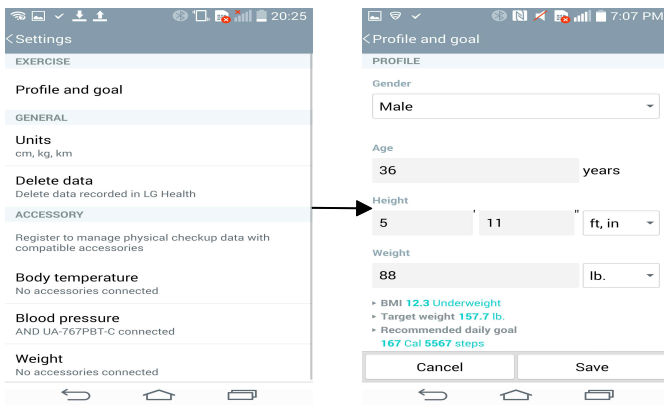 20:25
Settings
EXERCISE
Profile and goal
GENERAL
Units
cm, kg, km
Delete data
Delete data recorded in LG Health
ACCESSORY
Register to manage physical checkup data with
compatible accessories
Body temperature
No accessories connected
Blood pressure
AND UA-767PBT-C connected
Weight
No accessories connected
7:07 PM
Profile and goal
PROFILE
Gender
Male
Age
36 years
Height
5 ' 11 " ft, in
Weight
88 lb.
BMI 12.3 Underweight
Target weight 157.7 lb.
Recommended daily goal
167 Cal 5567 steps
Cancel Save